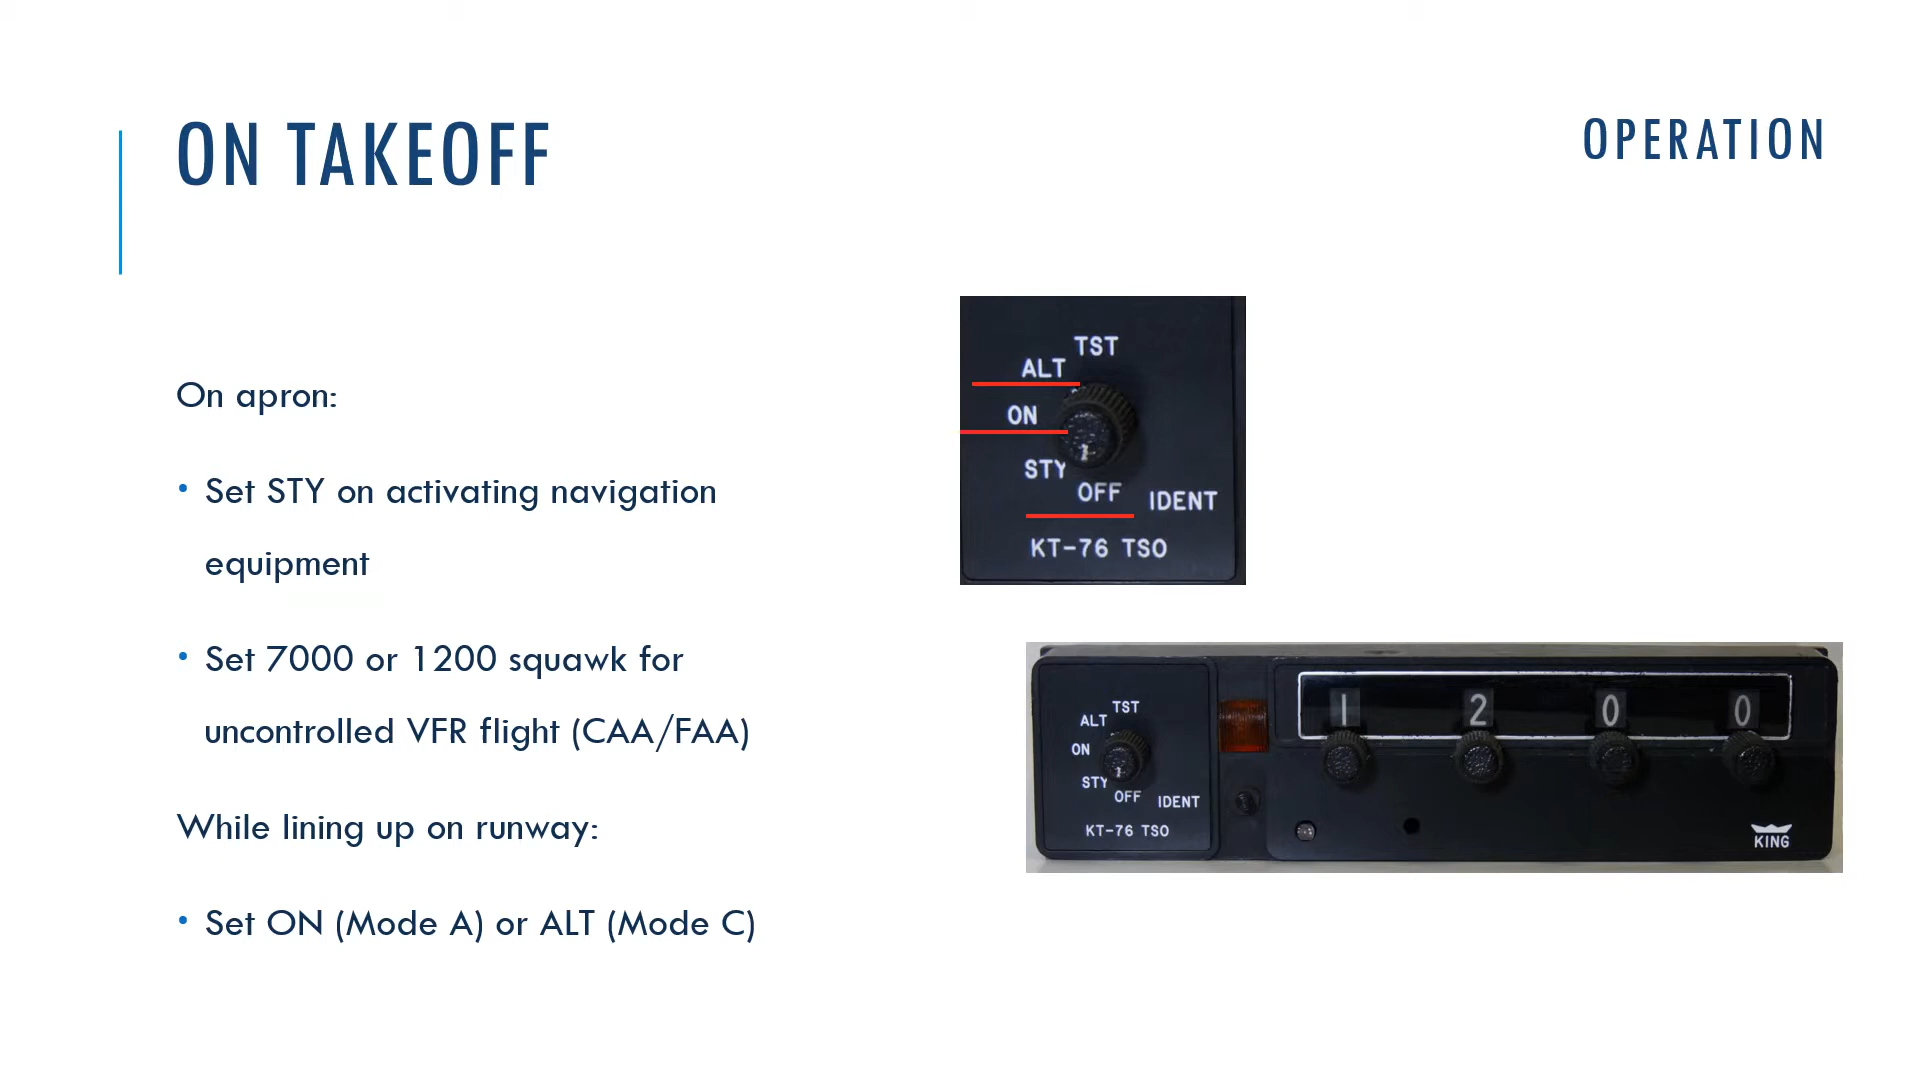 ON TAKEOFF
OPERATION
On apron:
• Set STY on activating navigation
equipment
• Set 7000 or 1200 squawk for
uncontrolled VFR flight (CAA/FAA)
While lining up on runway:
• Set ON (Mode A) or ALT (Mode C)
TST
ALT
ON
STY
OFF
IDENT
KT-76 TSO
TST
ALT
ON
STY
OFF
IDENT
KT-76 TSO
1 2 0 0
KING